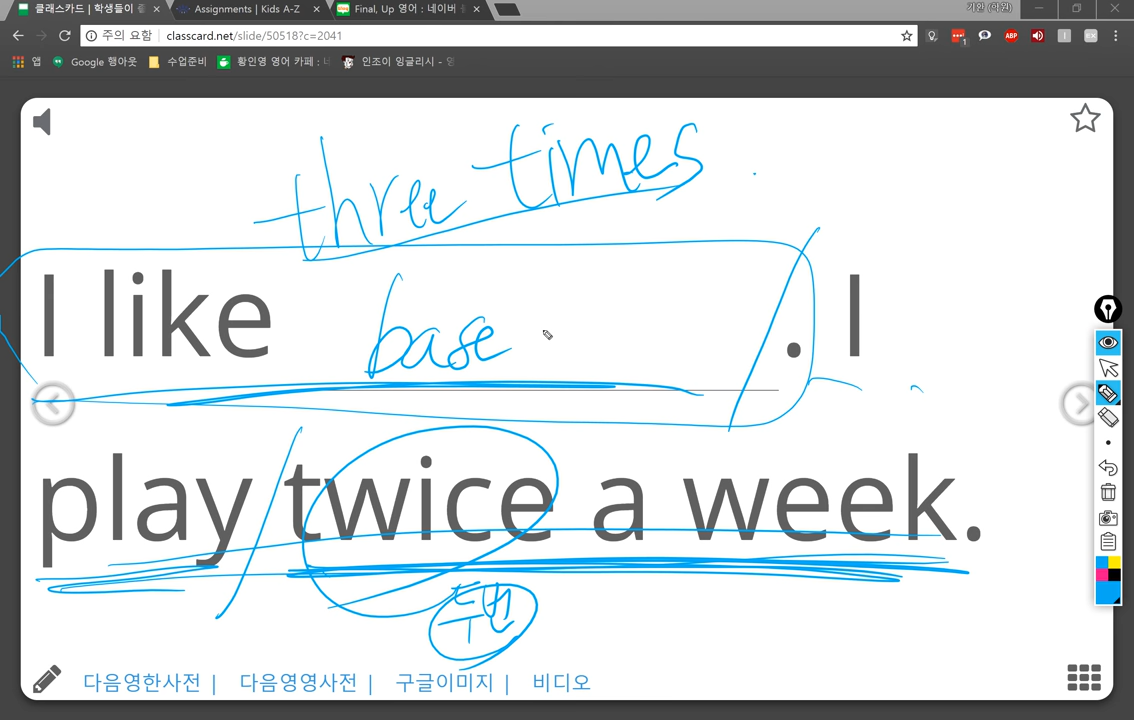 클래스카드 | 학생들이
Assignments | Kids A-Z
Final, Up 영어 : 네이버
기완 (학원)
주의 요함 classcard.net/slide/50518?c=2041
앱 Google 행아웃 수업준비 황인영 영어 카페 : 인조이 잉글리시 -
three times
I like base . I
play twice a week.
두번
다음영한사전 | 다음영영사전 | 구글이미지 | 비디오